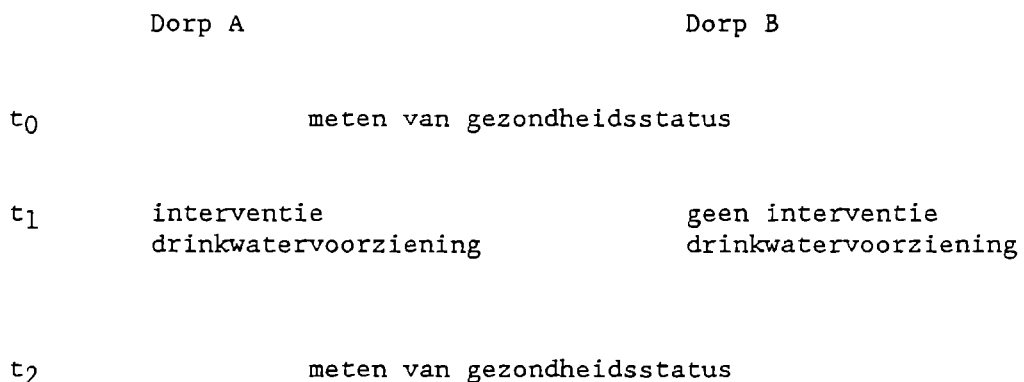 Dorp A Dorp B
t0 meten van gezondheidsstatus
t1 interventie geen interventie
drinkwatervoorziening drinkwatervoorziening
t2 meten van gezondheidsstatus